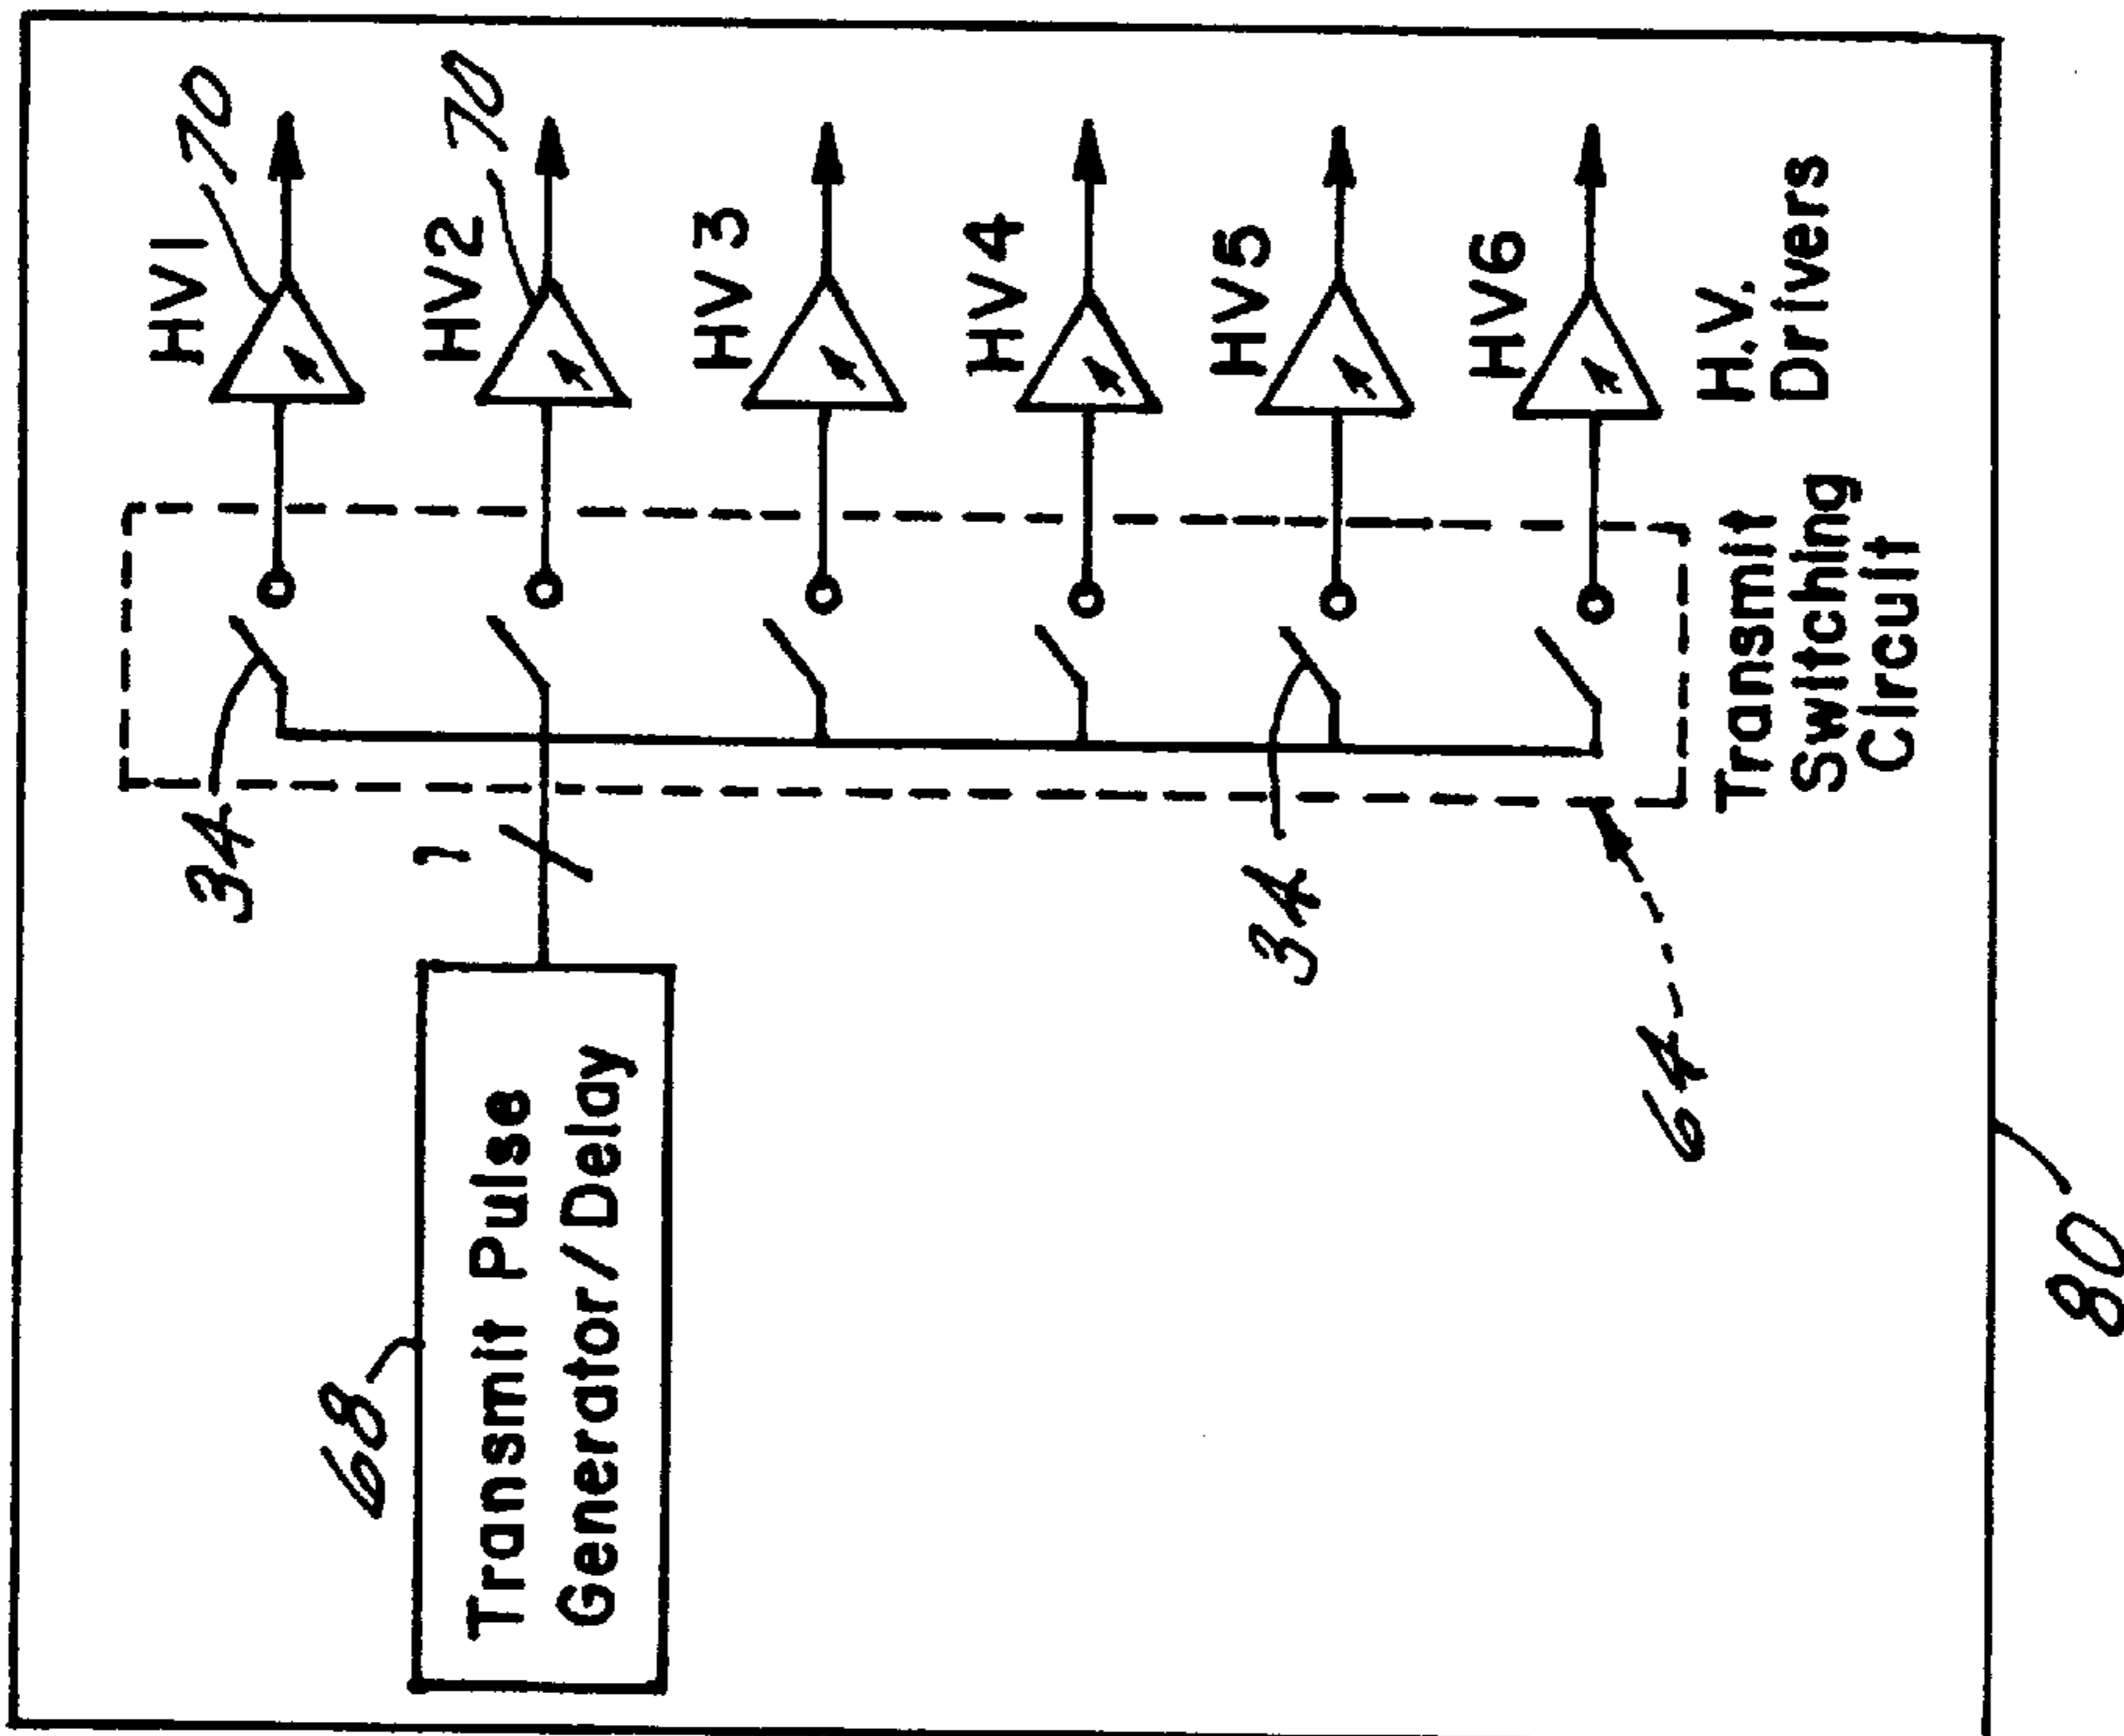 HV1
70
HV2
70
HV3
HV4
HV5
HV6
H.V.
Drivers
34
34
Transmit
Switching
Circuit
64
68
Transmit Pulse
Generator/Delay
80